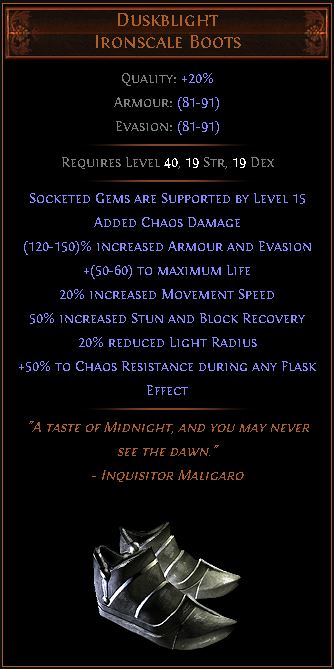 Duskblight
Ironscale Boots
Quality: +20%
Armour: (81-91)
Evasion: (81-91)
Requires Level 40, 19 Str, 19 Dex
Socketed Gems are Supported by Level 15
Added Chaos Damage
(120-150)% increased Armour and Evasion
+(50-60) to maximum Life
20% increased Movement Speed
50% increased Stun and Block Recovery
20% reduced Light Radius
+50% to Chaos Resistance during any Flask
Effect
"A taste of Midnight, and you may never
see the dawn."
- Inquisitor Maligaro